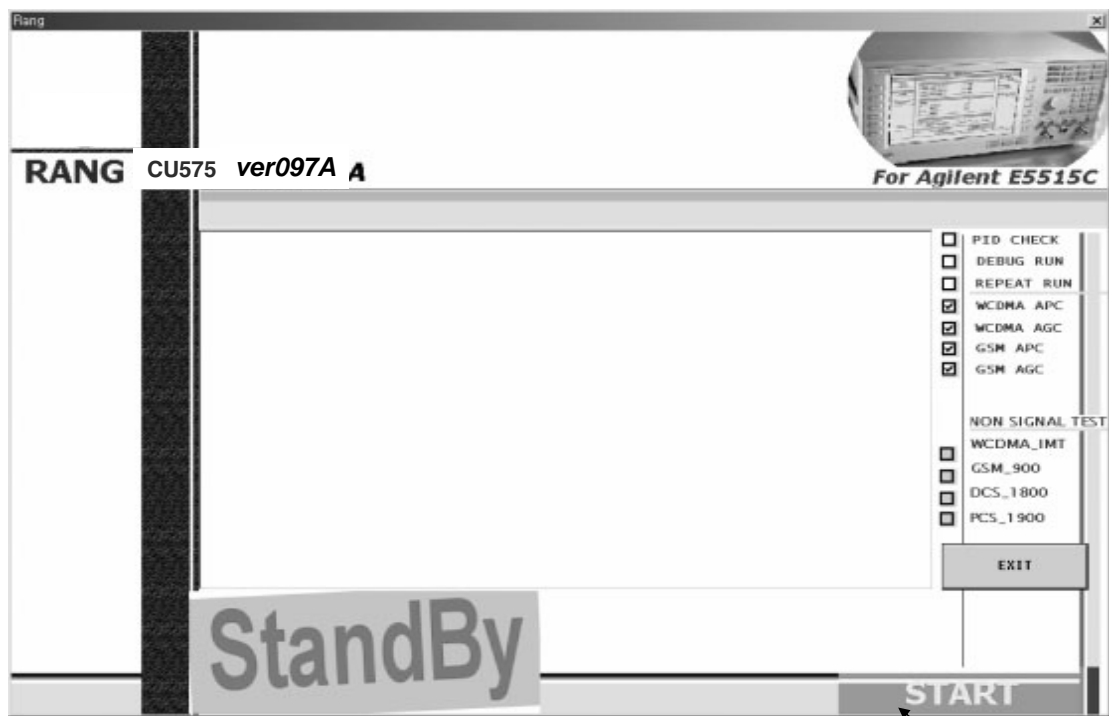 Rang
RANG CU575 ver097A A
For Agilent E5515C
PID CHECK
DEBUG RUN
REPEAT RUN
WCDMA APC
WCDMA AGC
GSM APC
GSM AGC
NON SIGNAL TEST
WCDMA_IMT
GSM_900
DCS_1800
PCS_1900
EXIT
StandBy
START